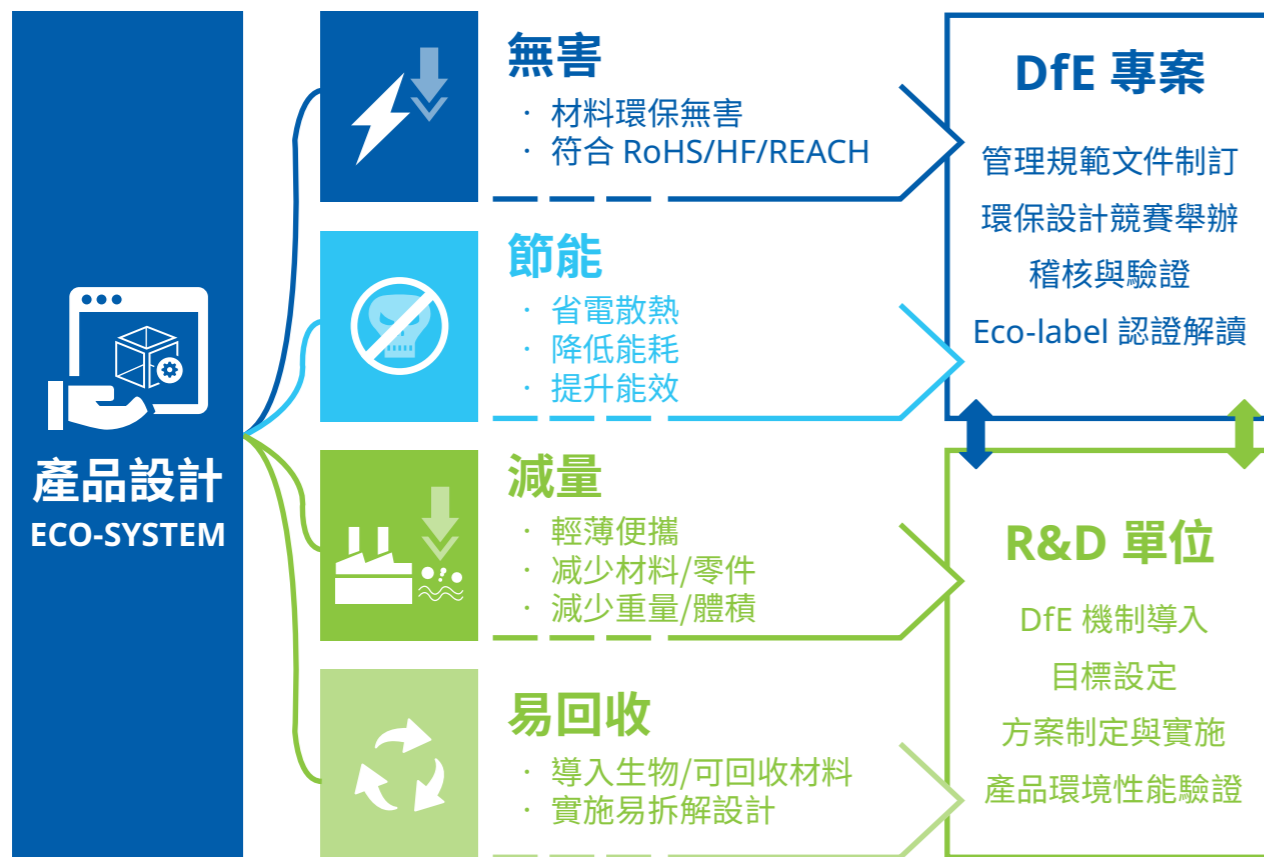 產品設計
ECO-SYSTEM
無害
· 材料環保無害
· 符合 RoHS/HF/REACH
節能
· 省電散熱
· 降低能耗
· 提升能效
減量
· 輕薄便攜
· 減少材料/零件
· 減少重量/體積
易回收
· 導入生物/可回收材料
· 實施易拆解設計
DfE 專案
管理規範文件制訂
環保設計競賽舉辦
稽核與驗證
Eco-label 認證解讀
R&D 單位
DfE 機制導入
目標設定
方案制定與實施
產品環境性能驗證